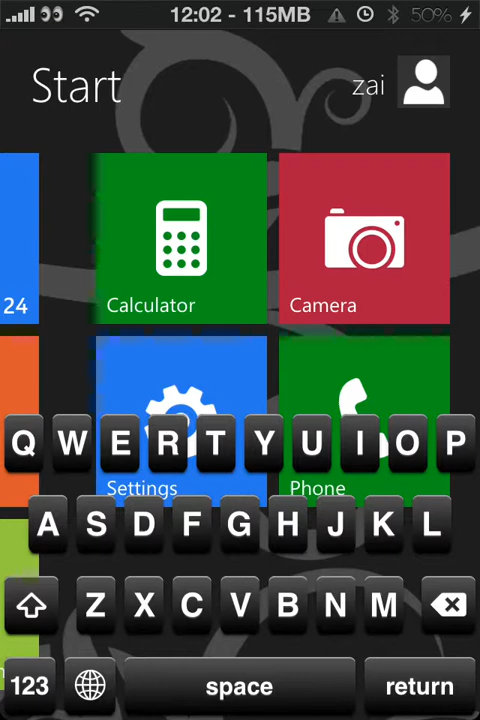 12:02 - 115MB 50%
Start
zai
24
Calculator
Camera
Settings
Phone
Q W E R T Y U I O P
A S D F G H J K L
Z X C V B N M
123 space return